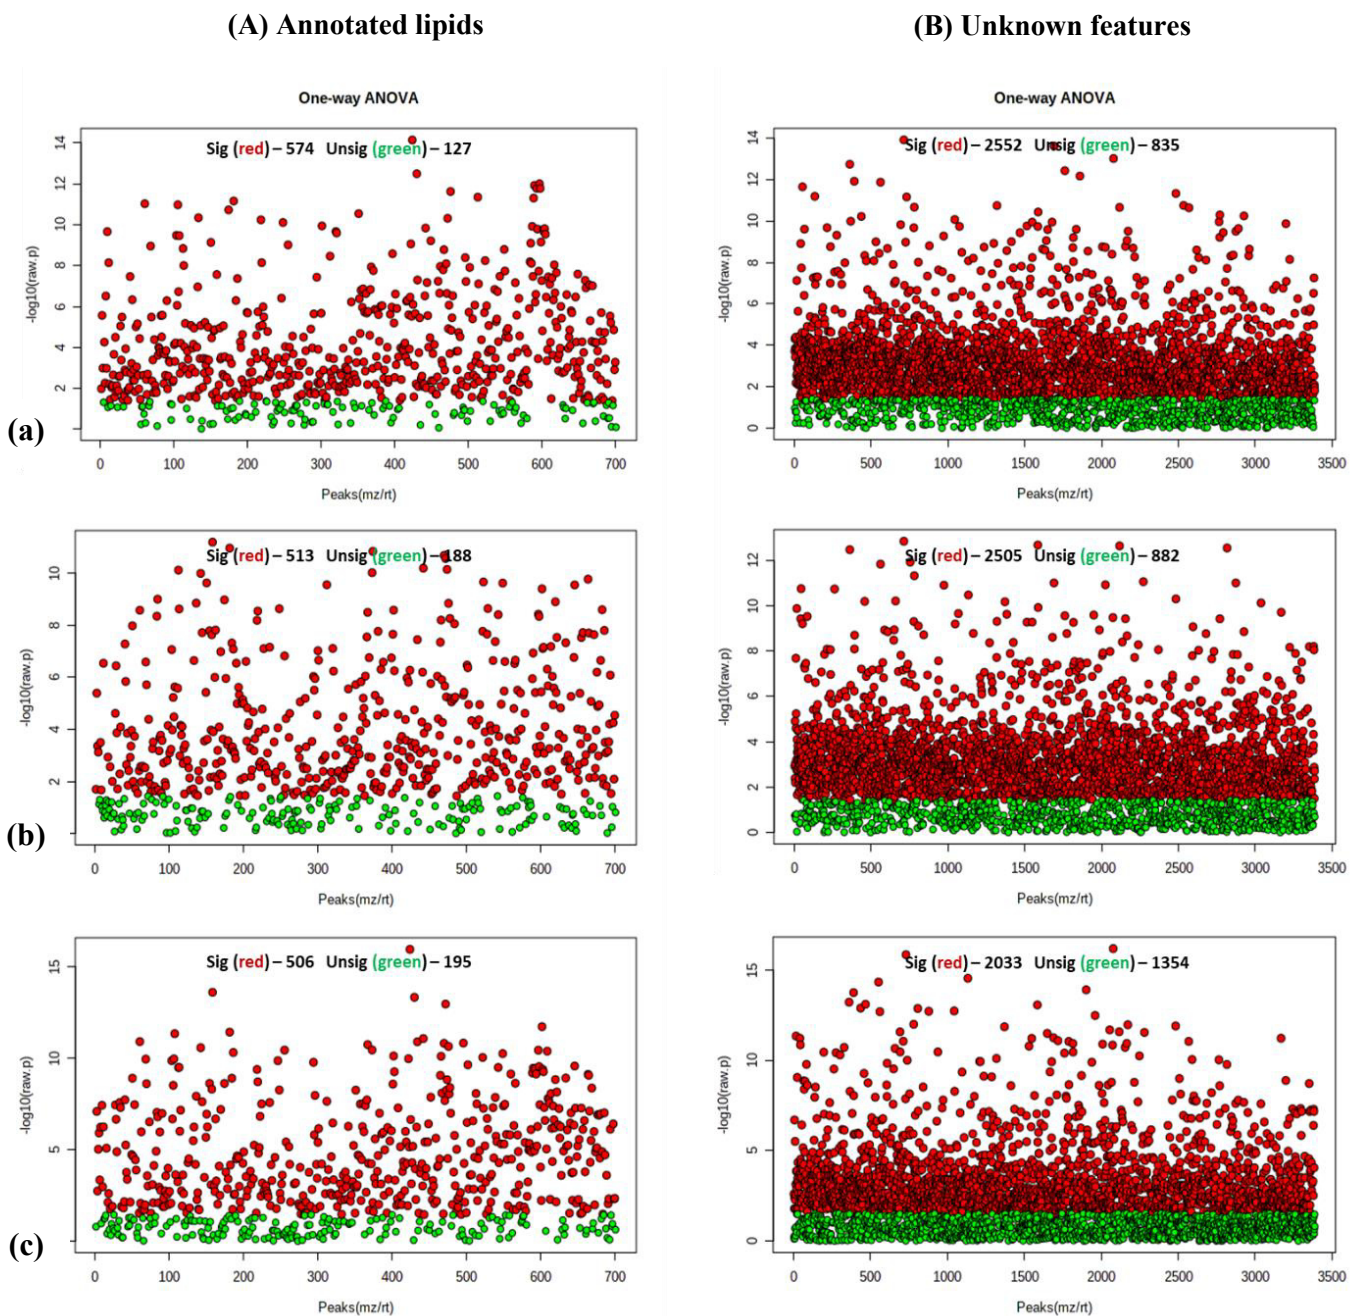 (A) Annotated lipids
(B) Unknown features
One-way ANOVA
Sig (red) – 574 Unsig (green) – 127
-log10(raw.p)
14
12
10
8
6
4
2
(a)
0 100 200 300 400 500 600 700
Peaks(mz/rt)
One-way ANOVA
Sig (red) – 2552 Unsig (green) – 835
-log10(raw.p)
14
12
10
8
6
4
2
0
0 500 1000 1500 2000 2500 3000 3500
Peaks(mz/rt)
Sig (red) – 513 Unsig (green) – 188
-log10(raw.p)
10
8
6
4
2
(b)
0 100 200 300 400 500 600 700
Peaks(mz/rt)
Sig (red) – 2505 Unsig (green) – 882
-log10(raw.p)
12
10
8
6
4
2
0
0 500 1000 1500 2000 2500 3000 3500
Peaks(mz/rt)
Sig (red) – 506 Unsig (green) – 195
-log10(raw.p)
15
10
5
(c)
0 100 200 300 400 500 600 700
Peaks(mz/rt)
Sig (red) – 2033 Unsig (green) – 1354
-log10(raw.p)
15
10
5
0
0 500 1000 1500 2000 2500 3000 3500
Peaks(mz/rt)